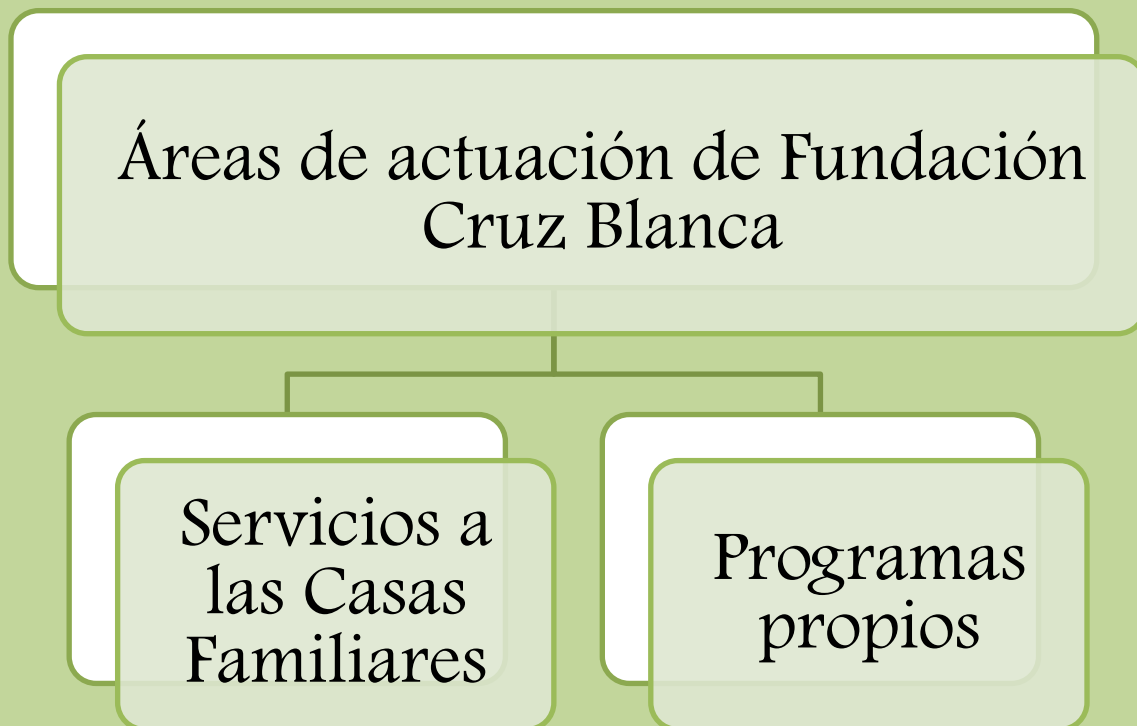 Áreas de actuación de Fundación
Cruz Blanca
Servicios a
las Casas
Familiares
Programas
propios